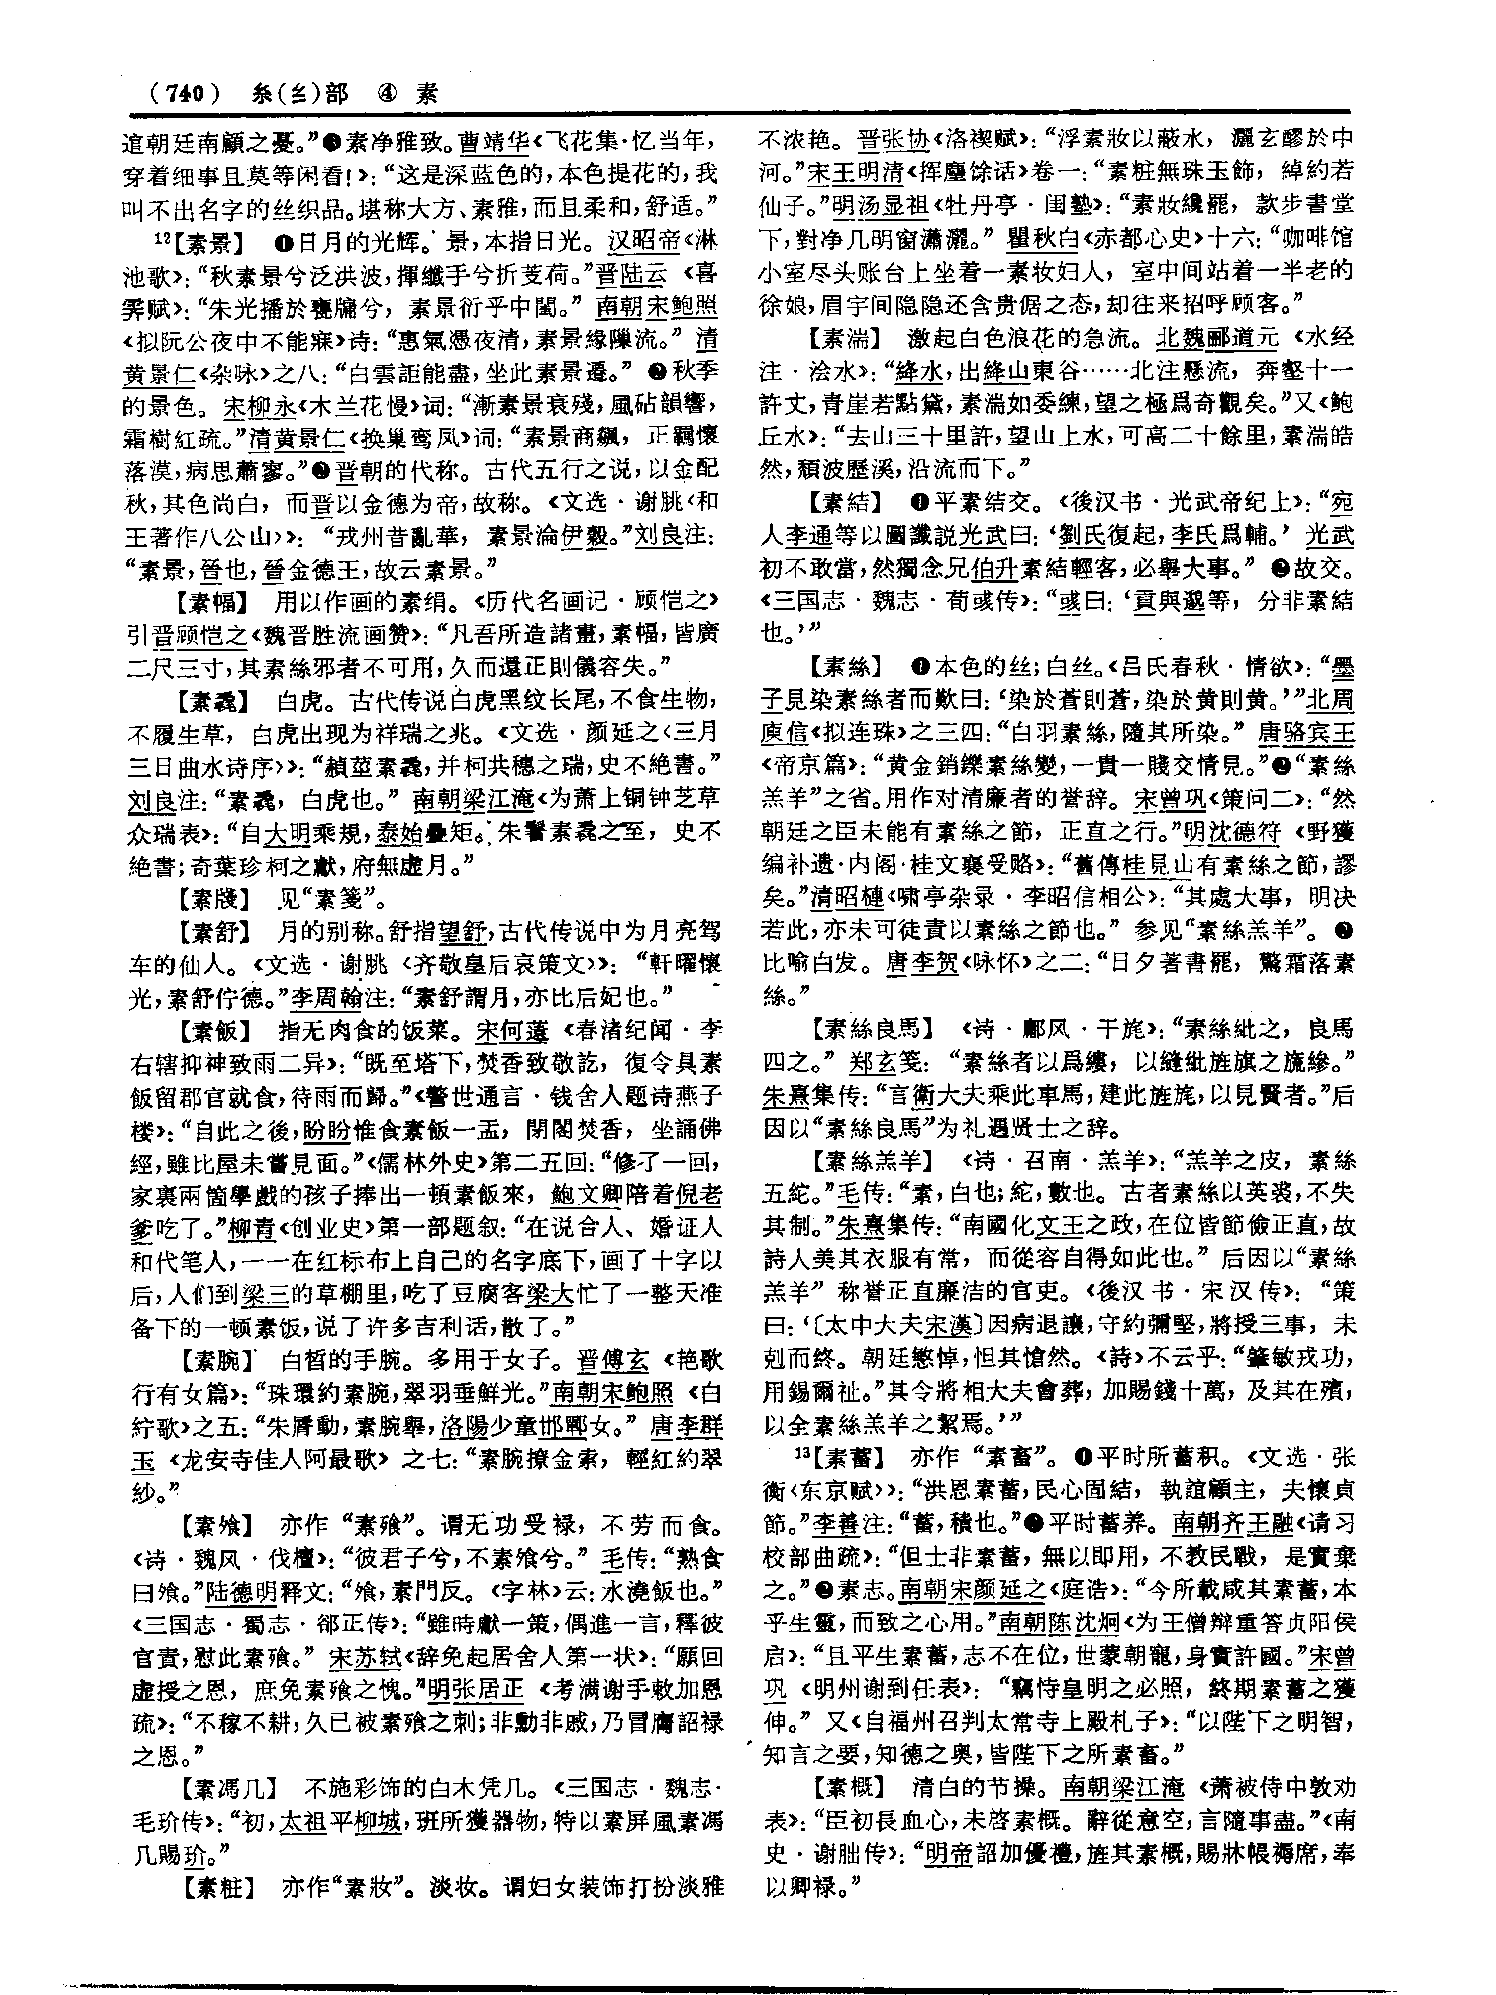 （740） 糸(糹)部 ④ 素
逭朝廷南顧之憂。”❸素净雅致。曹靖华《飞花集·忆当年，
穿着细事且莫等闲看！》：“这是深蓝色的，本色提花的，我
叫不出名字的丝织品。堪称大方、素雅，而且柔和，舒适。”
12【素景】 ❶日月的光辉。景，本指日光。汉昭帝《淋
池歌》：“秋素景兮泛洪波，揮纖手兮折芰荷。”晋陆云《喜
霁赋》：“朱光播於甍牖兮，素景衍乎中閨。”南朝宋鲍照
《拟阮公夜中不能寐》诗：“惠氣憑夜清，素景緣隟流。”清
黄景仁《杂咏》之八：“白雲詎能盡，坐此素景遷。”❷秋季
的景色。宋柳永《木兰花慢》词：“漸素景衰殘，風砧韻響，
霜樹紅疏。”清黄景仁《换巢鸾凤》词：“素景商飆，正羈懷
落漠，病思蕭寥。”❸晋朝的代称。古代五行之说，以金配
秋，其色尚白，而晋以金德为帝，故称。《文选·谢朓〈和
王著作八公山〉》：“戎州昔亂華，素景淪伊穀。”刘良注：
“素景，晉也，晉金德王，故云素景。”
【素幅】 用以作画的素绢。《历代名画记·顾恺之》
引晋顾恺之《魏晋胜流画赞》：“凡吾所造諸畫，素幅，皆廣
二尺三寸，其素絲邪者不可用，久而還正則儀容失。”
【素毳】 白虎。古代传说白虎黑纹长尾，不食生物，
不履生草，白虎出现为祥瑞之兆。《文选·颜延之〈三月
三日曲水诗序〉》：“赬莖素毳，并柯共穗之瑞，史不絶書。”
刘良注：“素毳，白虎也。”南朝梁江淹《为萧上铜钟芝草
众瑞表》：“自大明乘規，泰始疊矩。朱鬐素毳之至，史不
絶書；奇葉珍柯之獻，府無虚月。”
【素牋】 见“素箋”。
【素舒】 月的别称。舒指望舒，古代传说中为月亮驾
车的仙人。《文选·谢朓〈齐敬皇后哀策文〉》：“軒曜懷
光，素舒佇德。”李周翰注：“素舒謂月，亦比后妃也。”
【素飯】 指无肉食的饭菜。宋何薳《春渚纪闻·李
右辖抑神致雨二异》：“既至塔下，焚香致敬訖，復令具素
飯留郡官就食，待雨而歸。”《警世通言·钱舍人题诗燕子
楼》：“自此之後，盼盼惟食素飯一盂，閉閣焚香，坐誦佛
經，雖比屋未嘗見面。”《儒林外史》第二五回：“修了一回，
家裏兩箇學戲的孩子捧出一頓素飯來，鮑文卿陪着倪老
爹吃了。”柳青《创业史》第一部题叙：“在说合人、婚证人
和代笔人，一一在红标布上自己的名字底下，画了十字以
后，人们到梁三的草棚里，吃了豆腐客梁大忙了一整天准
备下的一顿素饭，说了许多吉利话，散了。”
【素腕】 白皙的手腕。多用于女子。晋傅玄《艳歌
行有女篇》：“珠環約素腕，翠羽垂鮮光。”南朝宋鲍照《白
紵歌》之五：“朱脣動，素腕舉，洛陽少童邯鄲女。”唐李群
玉《龙安寺佳人阿最歌》之七：“素腕撩金索，輕紅約翠
紗。”
【素飧】 亦作“素飱”。谓无功受禄，不劳而食。
《诗·魏风·伐檀》：“彼君子兮，不素飧兮。”毛传：“熟食
曰飧。”陆德明释文：“飧，素門反。《字林》云：水澆飯也。”
《三国志·蜀志·郤正传》：“雖時獻一策，偶進一言，釋彼
官責，慰此素飱。”宋苏轼《辞免起居舍人第一状》：“願回
虚授之恩，庶免素飱之愧。”明张居正《考满谢手敕加恩
疏》：“不稼不耕，久已被素飱之刺；非勳非戚，乃冒膺詔禄
之恩。”
【素馮几】 不施彩饰的白木凭几。《三国志·魏志·
毛玠传》：“初，太祖平柳城，班所獲器物，特以素屏風素馮
几賜玠。”
【素粧】 亦作“素妝”。淡妆。谓妇女装饰打扮淡雅
不浓艳。晋张协《洛禊赋》：“浮素妝以蔽水，灑玄醪於中
河。”宋王明清《挥麈馀话》卷一：“素粧無珠玉飾，綽約若
仙子。”明汤显祖《牡丹亭·闺塾》：“素妝纔罷，款步書堂
下，對净几明窗瀟灑。”瞿秋白《赤都心史》十六：“咖啡馆
小室尽头账台上坐着一素妆妇人，室中间站着一半老的
徐娘，眉宇间隐隐还含贵倨之态，却往来招呼顾客。”
【素湍】 激起白色浪花的急流。北魏郦道元《水经
注·浍水》：“絳水，出絳山東谷……北注懸流，奔壑十一
許丈，青崖若點黛，素湍如委練，望之極爲奇觀矣。”又《鲍
丘水》：“去山三十里許，望山上水，可高二十餘里，素湍皓
然，頹波歷溪，沿流而下。”
【素結】 ❶平素结交。《後汉书·光武帝纪上》：“宛
人李通等以圖讖説光武曰：‘劉氏復起，李氏爲輔。’光武
初不敢當，然獨念兄伯升素結輕客，必舉大事。”❷故交。
《三国志·魏志·荀彧传》：“彧曰：‘貢與邈等，分非素結
也。’”
【素絲】 ❶本色的丝；白丝。《吕氏春秋·情欲》：“墨
子見染素絲者而歎曰：‘染於蒼則蒼，染於黄則黄。’”北周
庾信《拟连珠》之三四：“白羽素絲，隨其所染。”唐骆宾王
《帝京篇》：“黄金銷鑠素絲變，一貴一賤交情見。”❷“素絲
羔羊”之省。用作对清廉者的誉辞。宋曾巩《策问二》：“然
朝廷之臣未能有素絲之節，正直之行。”明沈德符《野獲
编补遗·内阁·桂文襄受赂》：“舊傳桂見山有素絲之節，謬
矣。”清昭槤《啸亭杂录·李昭信相公》：“其處大事，明决
若此，亦未可徒責以素絲之節也。”参见“素絲羔羊”。❸
比喻白发。唐李贺《咏怀》之二：“日夕著書罷，驚霜落素
絲。”
【素絲良馬】 《诗·鄘风·干旄》：“素絲紕之，良馬
四之。”郑玄笺：“素絲者以爲縷，以縫紕旌旗之旒縿。”
朱熹集传：“言衛大夫乘此車馬，建此旌旄，以見賢者。”后
因以“素絲良馬”为礼遇贤士之辞。
【素絲羔羊】 《诗·召南·羔羊》：“羔羊之皮，素絲
五紽。”毛传：“素，白也；紽，數也。古者素絲以英裘，不失
其制。”朱熹集传：“南國化文王之政，在位皆節儉正直，故
詩人美其衣服有常，而從容自得如此也。”后因以“素絲
羔羊”称誉正直廉洁的官吏。《後汉书·宋汉传》：“策
曰：‘〔太中大夫宋漢〕因病退讓，守約彌堅，將授三事，未
剋而終。朝廷愍悼，怛其愴然。《詩》不云乎：“肇敏戎功，
用錫爾祉。”其令將相大夫會葬，加賜錢十萬，及其在殯，
以全素絲羔羊之絜焉。’”
13【素蓄】 亦作“素畜”。❶平时所蓄积。《文选·张
衡〈东京赋〉》：“洪恩素蓄，民心固結，執誼顧主，夫懷貞
節。”李善注：“蓄，積也。”❷平时蓄养。南朝齐王融《请习
校部曲疏》：“但士非素蓄，無以即用，不教民戰，是實棄
之。”❸素志。南朝宋颜延之《庭诰》：“今所載咸其素蓄，本
乎生靈，而致之心用。”南朝陈沈炯《为王僧辩重答贞阳侯
启》：“且平生素蓄，志不在位，世蒙朝寵，身實許國。”宋曾
巩《明州谢到任表》：“竊恃皇明之必照，終期素蓄之獲
伸。”又《自福州召判太常寺上殿札子》：“以陛下之明智，
知言之要，知德之奥，皆陛下之所素畜。”
【素概】 清白的节操。南朝梁江淹《萧被侍中敦劝
表》：“臣初長血心，未啓素概。辭從意空，言隨事盡。”《南
史·谢朏传》：“明帝詔加優禮，旌其素概，賜牀帳褥席，奉
以卿禄。”